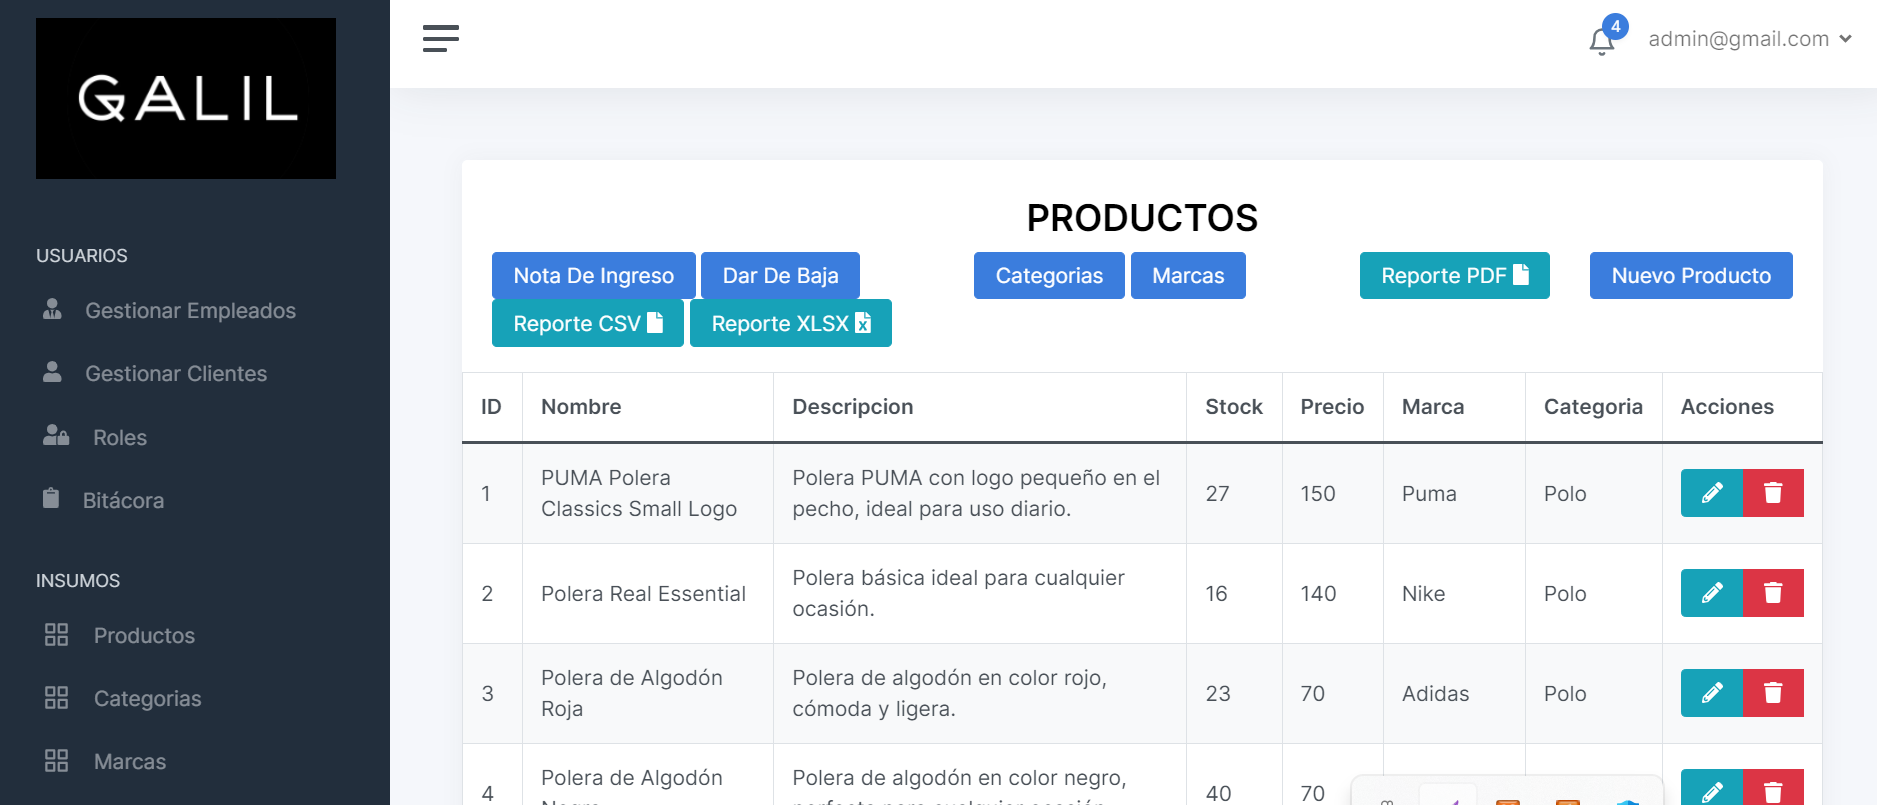 GALIL
4
admin@gmail.com
USUARIOS
Gestionar Empleados
Gestionar Clientes
Roles
Bitácora
INSUMOS
Productos
Categorias
Marcas
PRODUCTOS
Nota De Ingreso Dar De Baja Categorias Marcas Reporte PDF Nuevo Producto
Reporte CSV Reporte XLSX
ID Nombre Descripcion Stock Precio Marca Categoria Acciones
1 PUMA Polera Classics Small Logo Polera PUMA con logo pequeño en el pecho, ideal para uso diario. 27 150 Puma Polo
2 Polera Real Essential Polera básica ideal para cualquier ocasión. 16 140 Nike Polo
3 Polera de Algodón Roja Polera de algodón en color rojo, cómoda y ligera. 23 70 Adidas Polo
4 Polera de Algodón Polera de algodón en color negro, 40 70